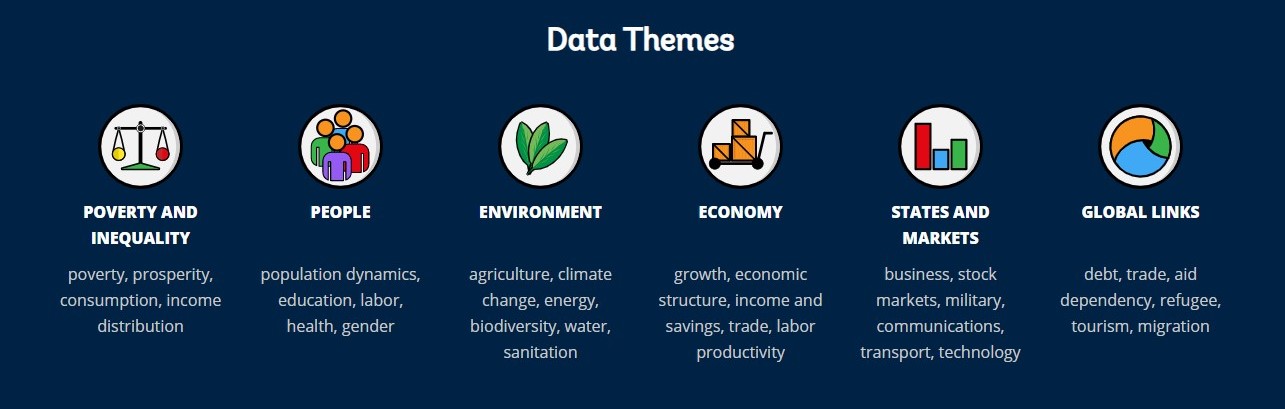 Data Themes
POVERTY AND
INEQUALITY
poverty, prosperity,
consumption, income
distribution
PEOPLE
population dynamics,
education, labor,
health, gender
ENVIRONMENT
agriculture, climate
change, energy,
biodiversity, water,
sanitation
ECONOMY
growth, economic
structure, income and
savings, trade, labor
productivity
STATES AND
MARKETS
business, stock
markets, military,
communications,
transport, technology
GLOBAL LINKS
debt, trade, aid
dependency, refugee,
tourism, migration